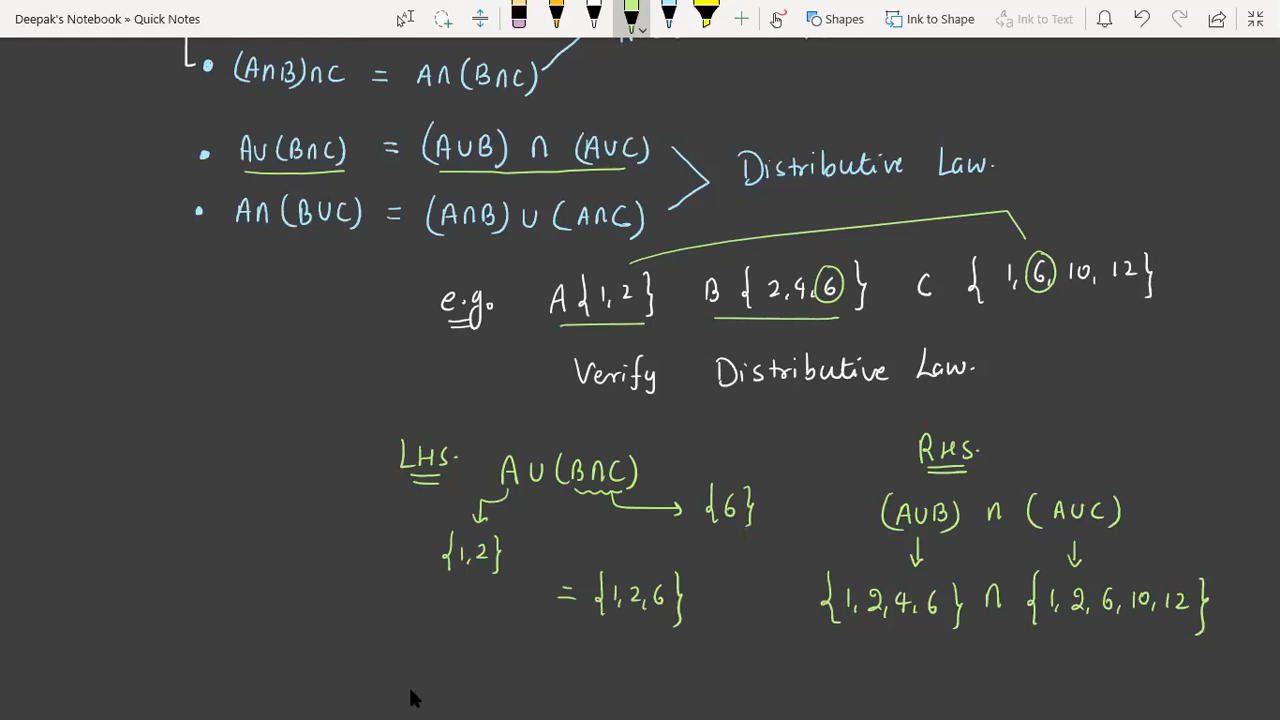 Deepak's Notebook » Quick Notes
Shapes
Ink to Shape
Ink to Text
• (A∩B)∩C = A∩(B∩C)
• A∪(B∩C) = (A∪B) ∩ (A∪C)
Distributive Law.
• A∩(B∪C) = (A∩B) ∪ (A∩C)
e.g. A {1, 2} B {2, 4, 6} C {1, 6, 10, 12}
Verify Distributive Law.
LHS. A∪(B∩C)
{6}
{1, 2}
= {1, 2, 6}
RHS.
(A∪B) ∩ (A∪C)
{1, 2, 4, 6} ∩ {1, 2, 6, 10, 12}